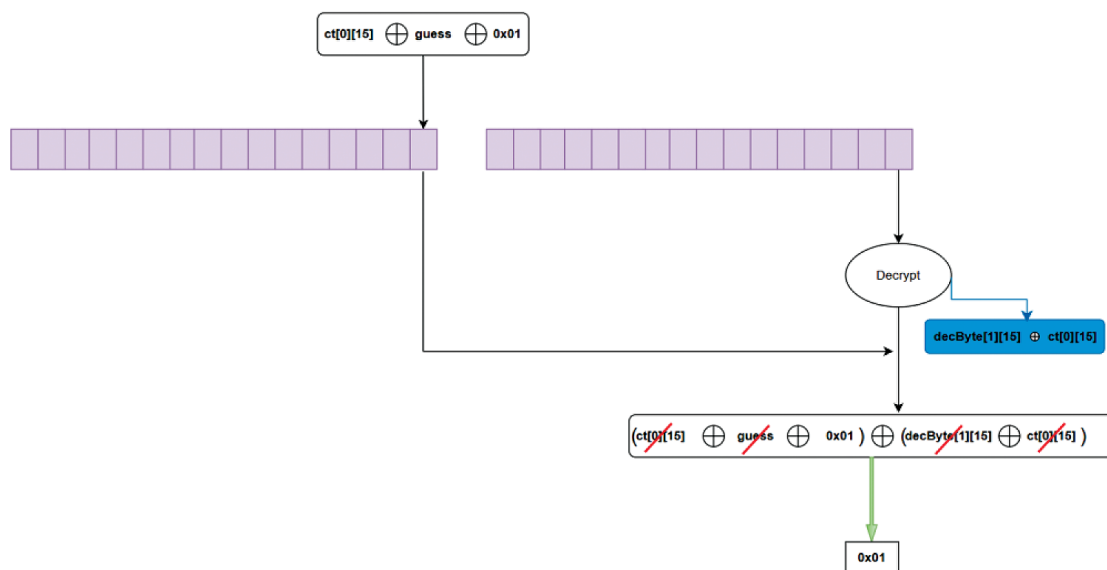 ct[0][15] ⊕ guess ⊕ 0x01
Decrypt
decByte[1][15] ⊕ ct[0][15]
(ct[0][15] ⊕ guess ⊕ 0x01 ) ⊕ (decByte[1][15] ⊕ ct[0][15] )
0x01